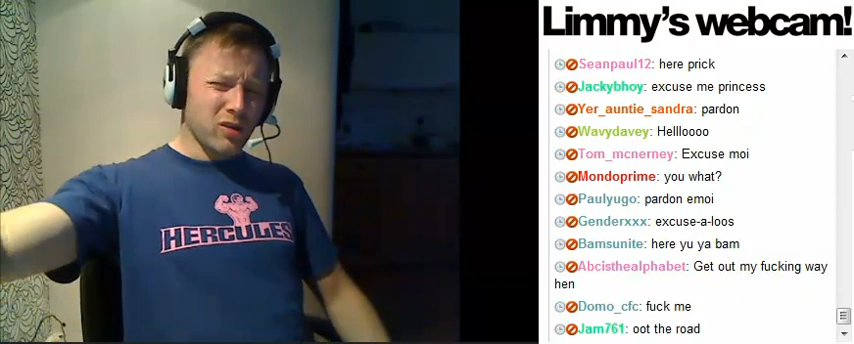 Limmy's webcam!
HERCULES
Seanpaul12: here prick
Jackybhoy: excuse me princess
Yer_auntie_sandra: pardon
Wavydavey: Hellloooo
Tom_mcnerney: Excuse moi
Mondoprime: you what?
Paulyugo: pardon emoi
Genderxxx: excuse-a-loos
Bamsunite: here yu ya bam
Abcisthealphabet: Get out my fucking way
hen
Domo_cfc: fuck me
Jam761: oot the road